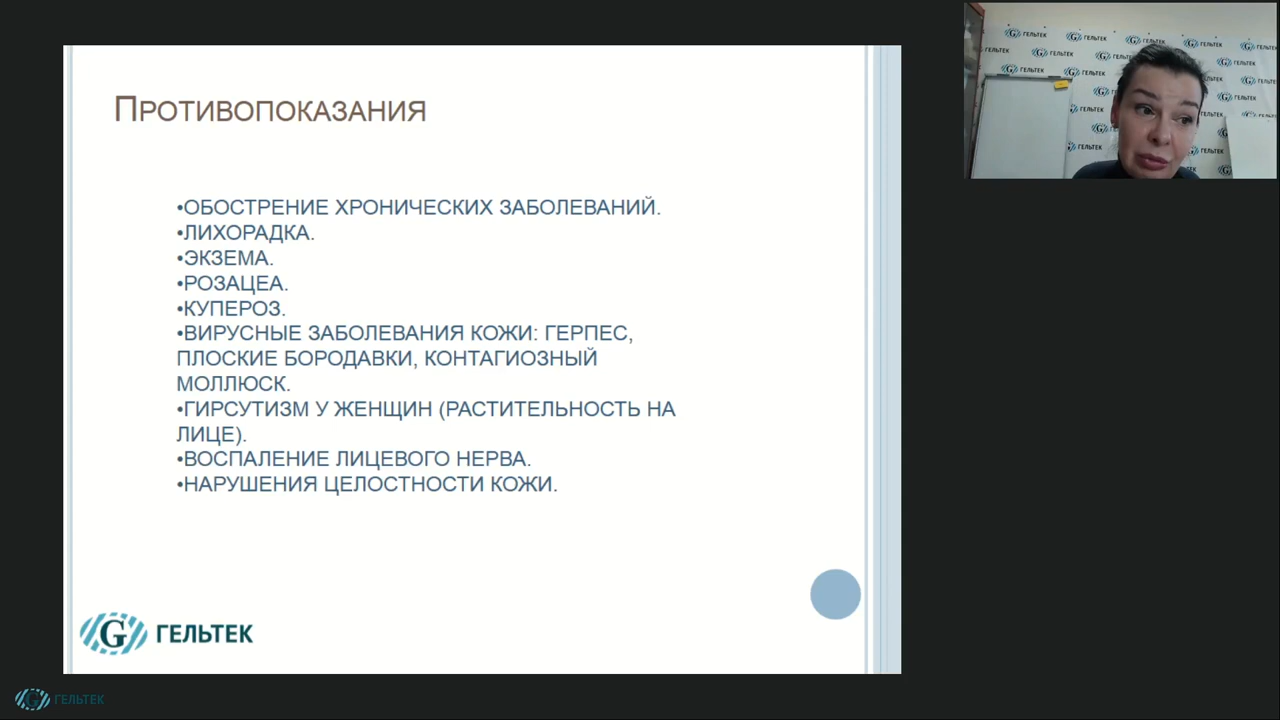 ПРОТИВОПОКАЗАНИЯ
•ОБОСТРЕНИЕ ХРОНИЧЕСКИХ ЗАБОЛЕВАНИЙ.
•ЛИХОРАДКА.
•ЭКЗЕМА.
•РОЗАЦЕА.
•КУПЕРОЗ.
•ВИРУСНЫЕ ЗАБОЛЕВАНИЯ КОЖИ: ГЕРПЕС,
ПЛОСКИЕ БОРОДАВКИ, КОНТАГИОЗНЫЙ
МОЛЛЮСК.
•ГИРСУТИЗМ У ЖЕНЩИН (РАСТИТЕЛЬНОСТЬ НА
ЛИЦЕ).
•ВОСПАЛЕНИЕ ЛИЦЕВОГО НЕРВА.
•НАРУШЕНИЯ ЦЕЛОСТНОСТИ КОЖИ.
G ГЕЛЬТЕК
G ГЕЛЬТЕК
ГЕЛЬТЕК